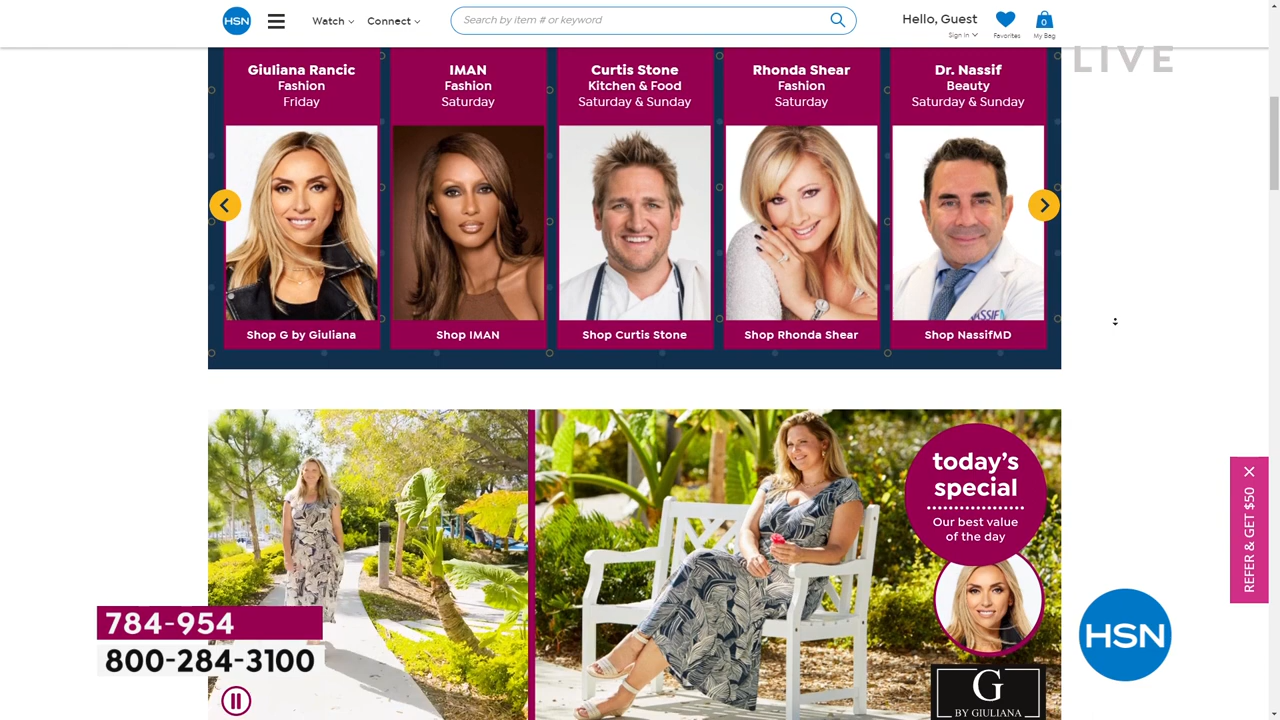 HSN
Watch
Connect
Search by item # or keyword
Hello, Guest
Sign In
Favorites
0
My Bag
LIVE
Giuliana Rancic
Fashion
Friday
IMAN
Fashion
Saturday
Curtis Stone
Kitchen & Food
Saturday & Sunday
Rhonda Shear
Fashion
Saturday
Dr. Nassif
Beauty
Saturday & Sunday
NASSIF
Shop G by Giuliana
Shop IMAN
Shop Curtis Stone
Shop Rhonda Shear
Shop NassifMD
today's
special
Our best value
of the day
REFER & GET $50
784-954
800-284-3100
HSN
G
BY GIULIANA